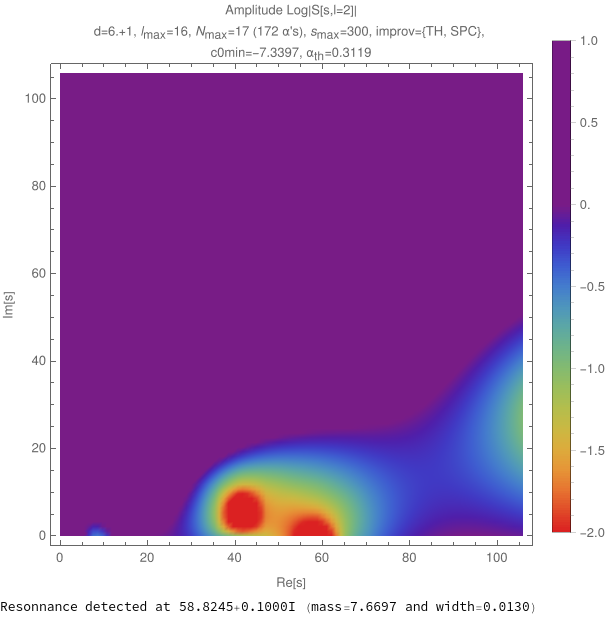 Amplitude Log|S[s,l=2]|
d=6.+1, lmax=16, Nmax=17 (172 α's), smax=300, improv={TH, SPC},
c0min=−7.3397, αth=0.3119
1.0
0.5
0.
−0.5
−1.0
−1.5
−2.0
100
80
60
40
20
0
Im[s]
0 20 40 60 80 100
Re[s]
Resonnance detected at 58.8245+0.1000I (mass=7.6697 and width=0.0130)